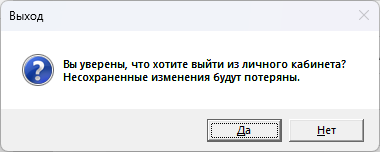 Выход
Вы уверены, что хотите выйти из личного кабинета?
Несохраненные изменения будут потеряны.
Да
Нет